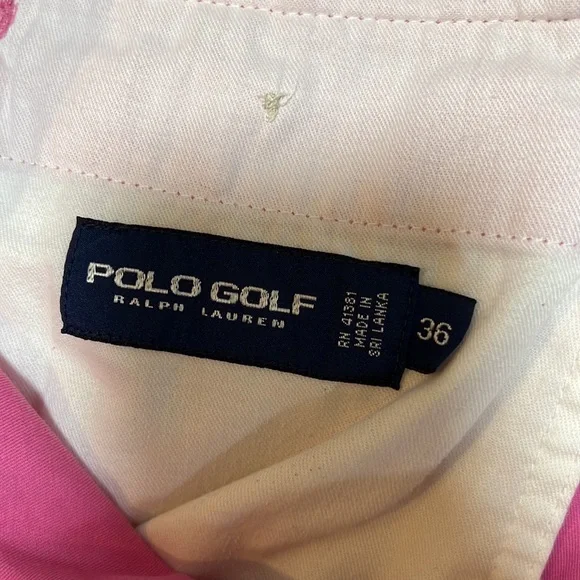 POLO GOLF
RALPH LAUREN
RN 41381
MADE IN
SRI LANKA
36